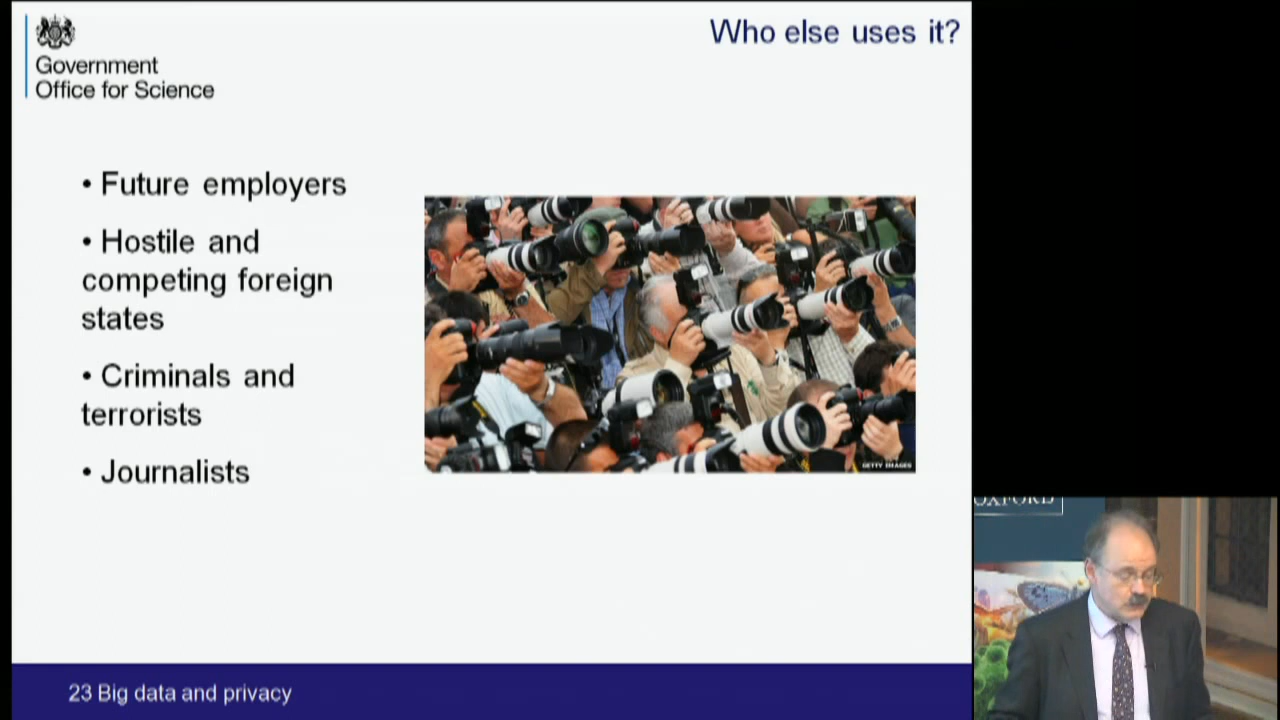 Who else uses it?
Government
Office for Science
• Future employers
• Hostile and
competing foreign
states
• Criminals and
terrorists
• Journalists
GETTY IMAGES
OXFORD
23 Big data and privacy